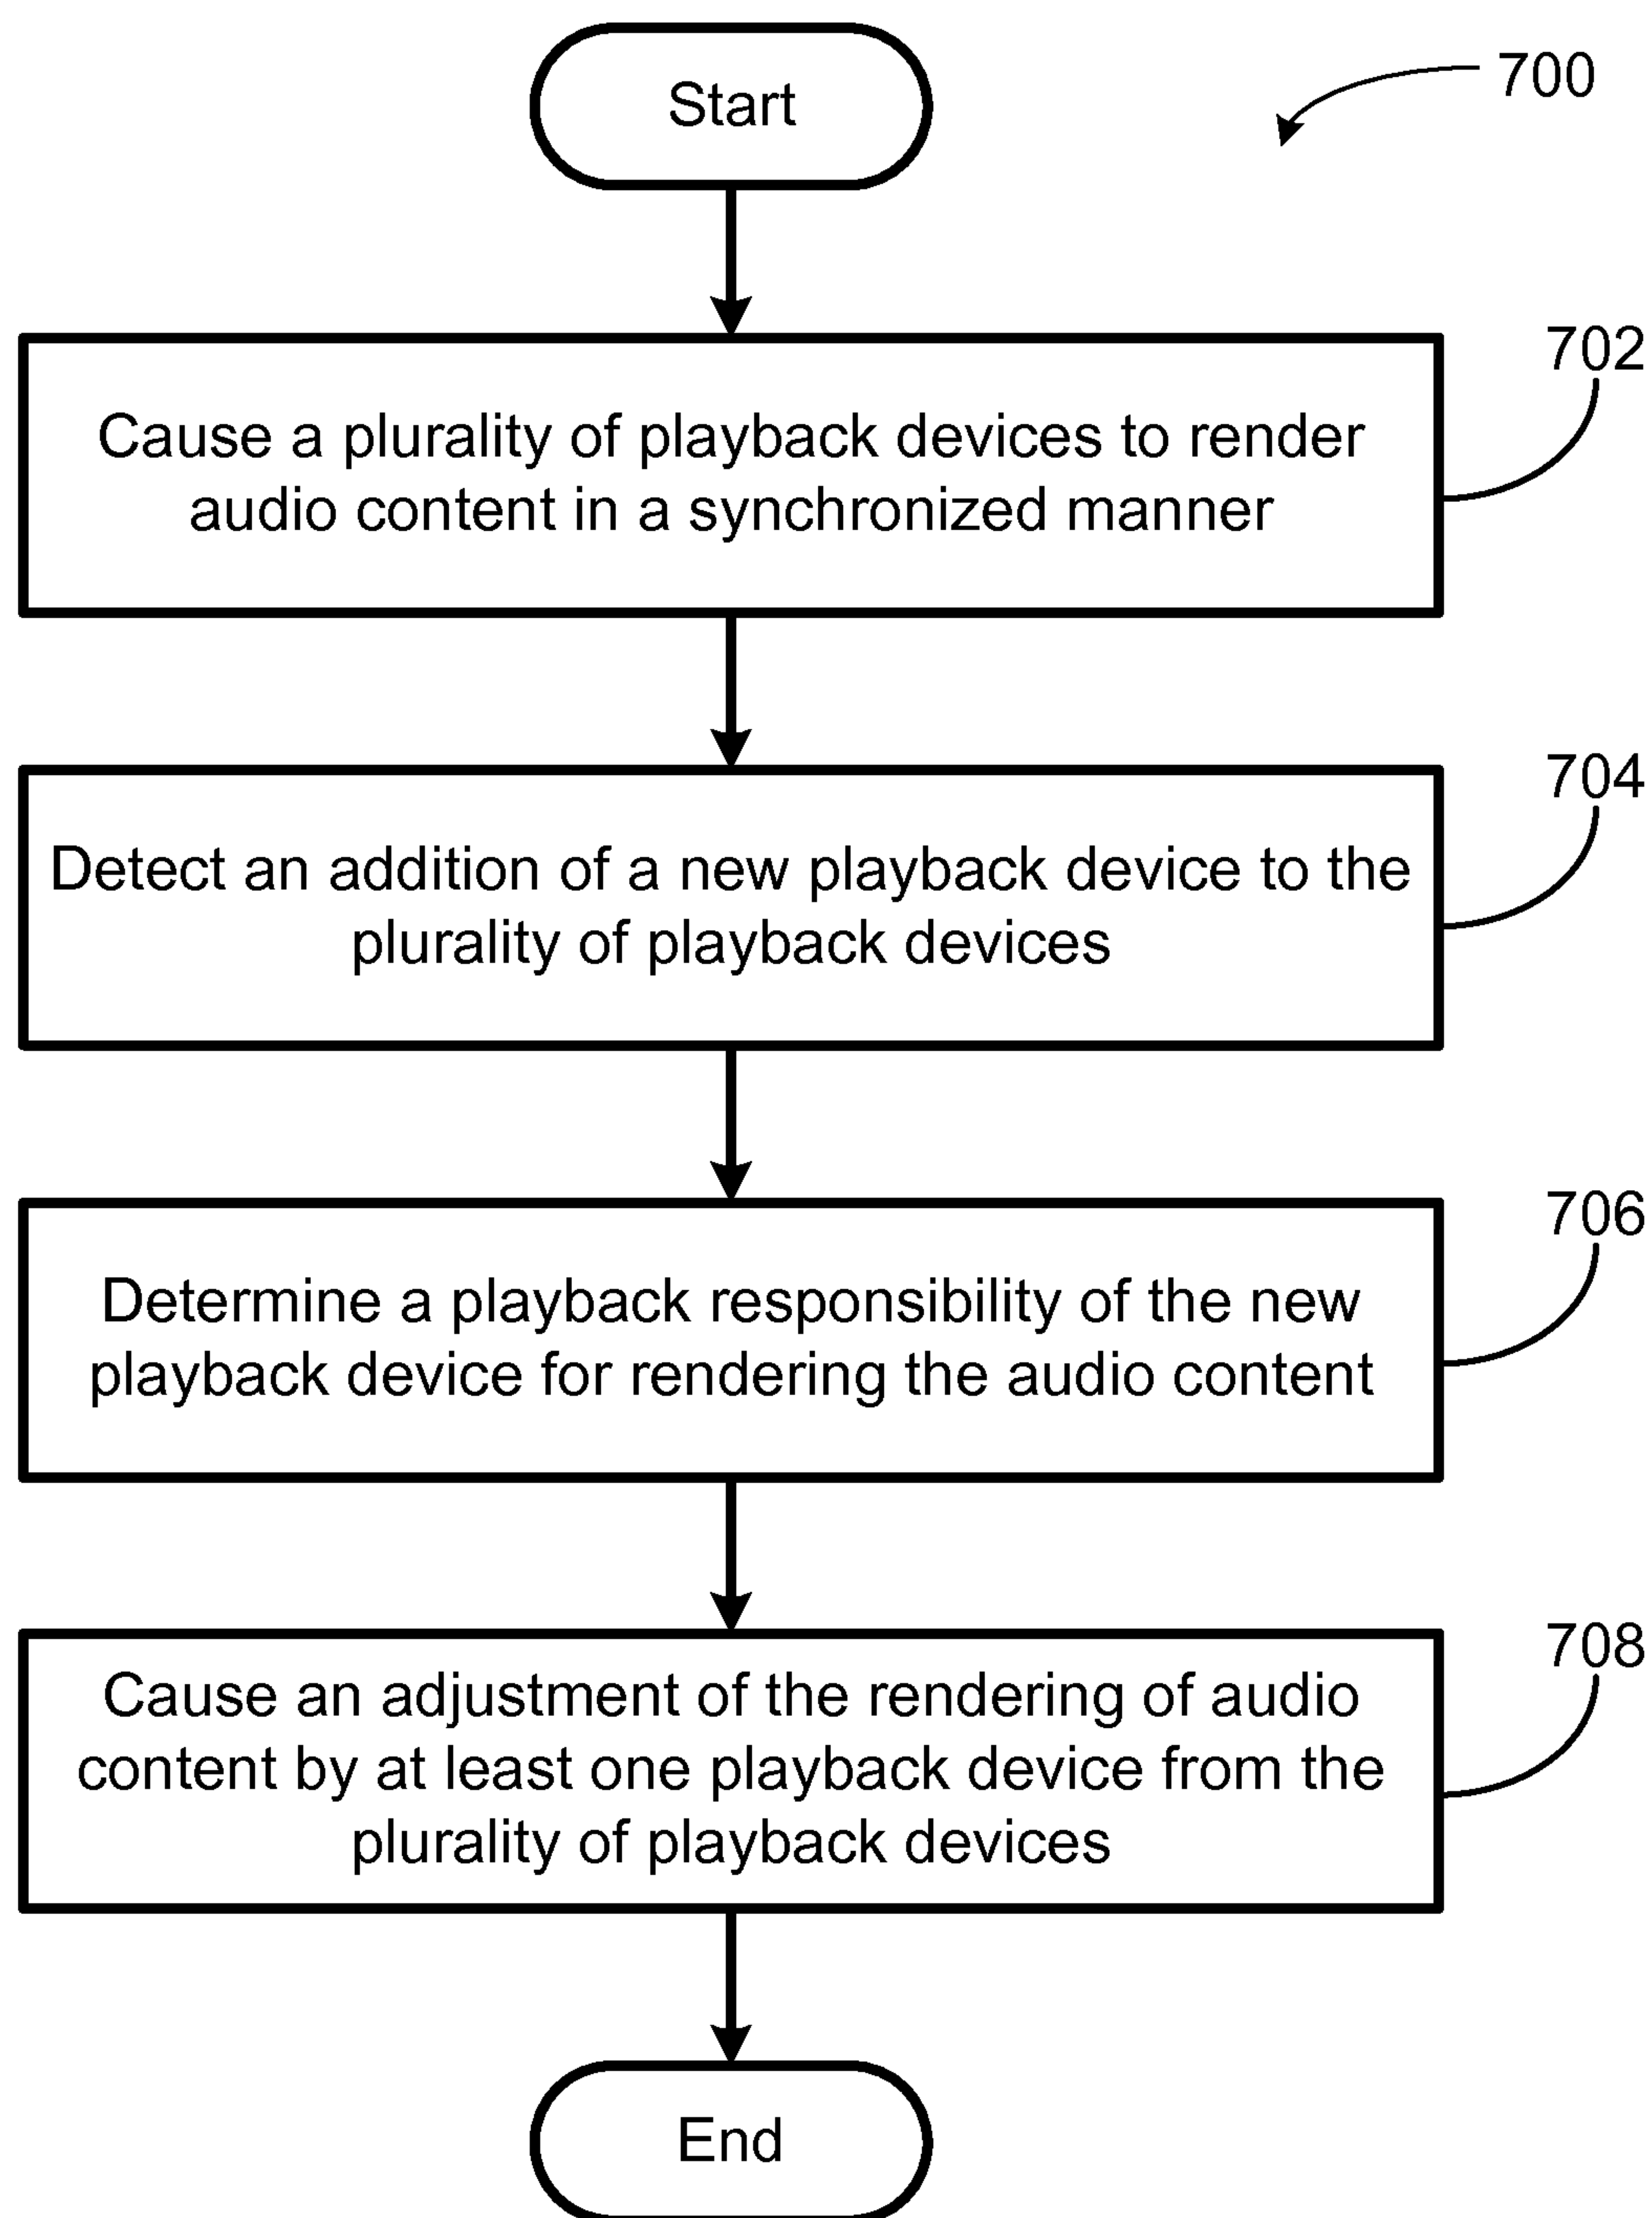 Start
700
702
Cause a plurality of playback devices to render
audio content in a synchronized manner
704
Detect an addition of a new playback device to the
plurality of playback devices
706
Determine a playback responsibility of the new
playback device for rendering the audio content
708
Cause an adjustment of the rendering of audio
content by at least one playback device from the
plurality of playback devices
End